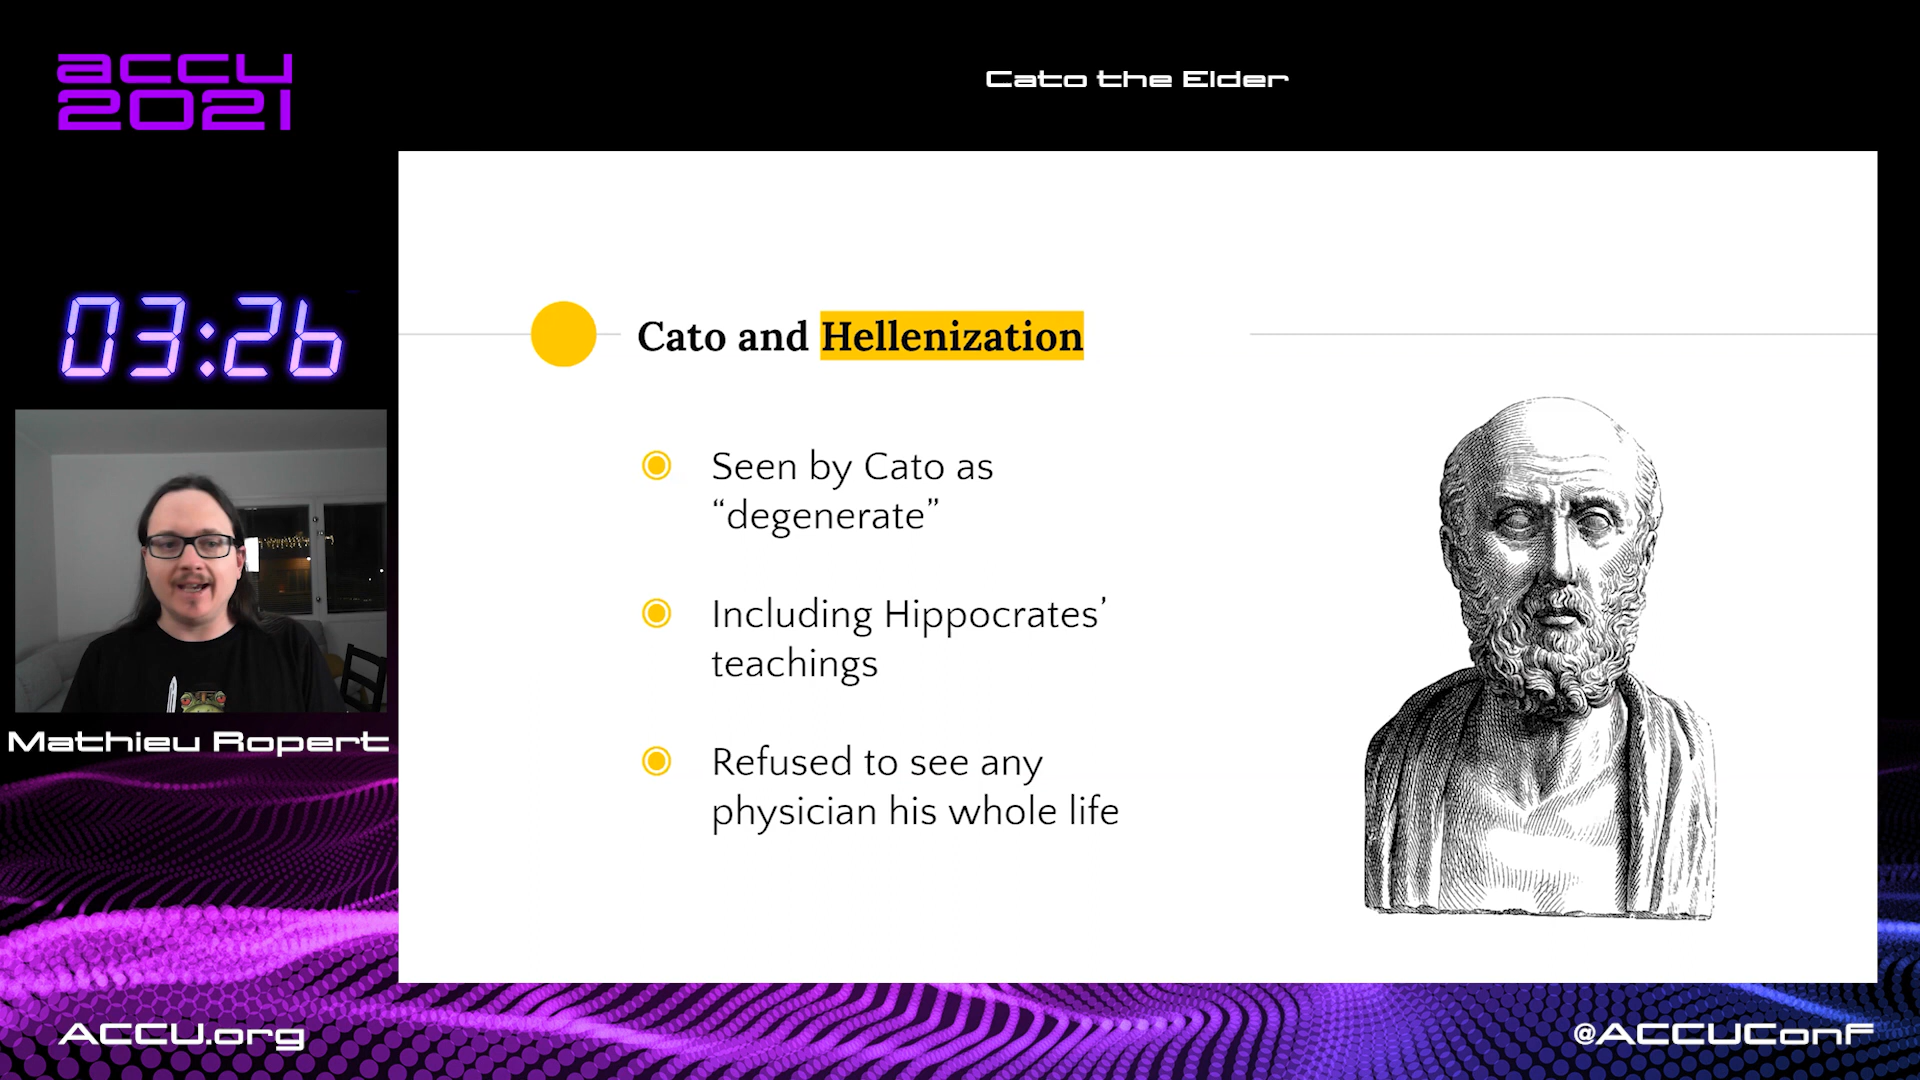 accu
2021
Cato the Elder
03:26
Mathieu Ropert
Cato and Hellenization
Seen by Cato as
“degenerate”
Including Hippocrates’
teachings
Refused to see any
physician his whole life
ACCU.org
@ACCUConf